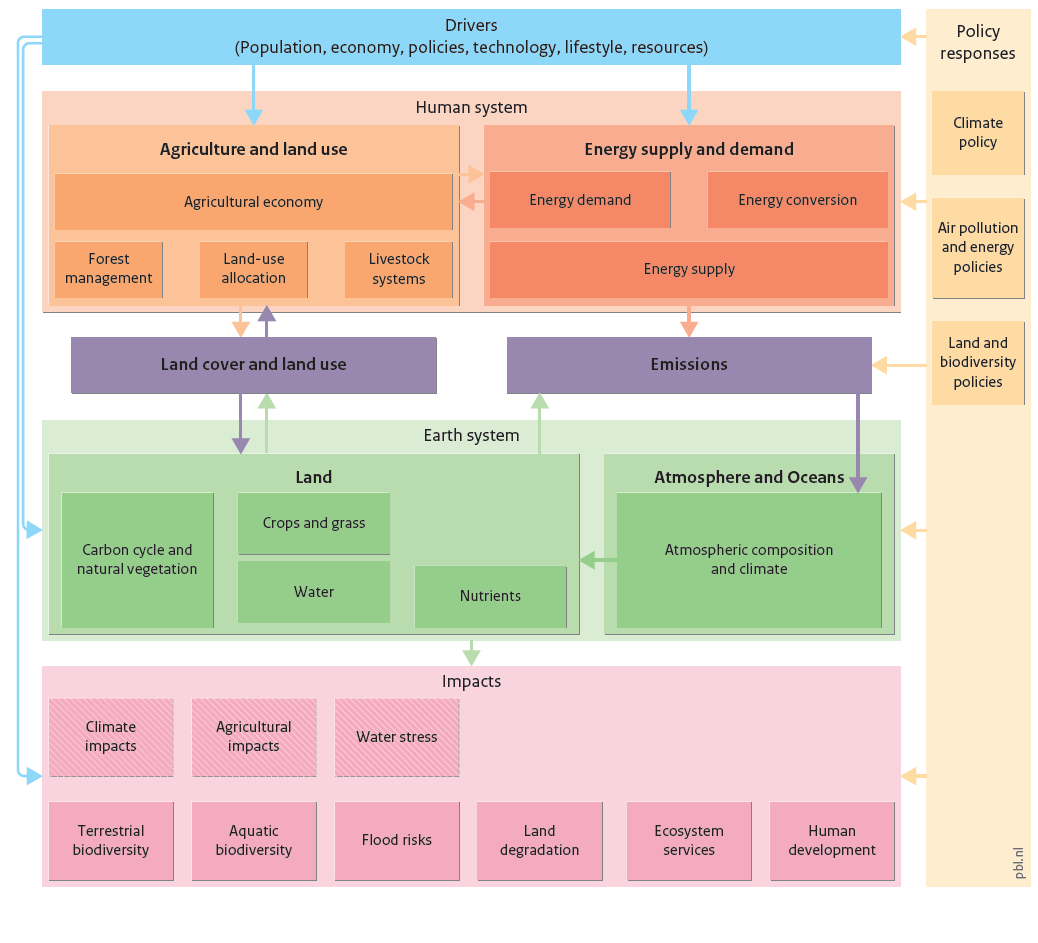 Drivers
(Population, economy, policies, technology, lifestyle, resources)
Policy
responses
Human system
Agriculture and land use
Agricultural economy
Forest
management
Land-use
allocation
Livestock
systems
Energy supply and demand
Energy demand
Energy conversion
Energy supply
Climate
policy
Air pollution
and energy
policies
Land and
biodiversity
policies
Land cover and land use
Emissions
Earth system
Land
Carbon cycle and
natural vegetation
Crops and grass
Water
Nutrients
Atmosphere and Oceans
Atmospheric composition
and climate
Impacts
Climate
impacts
Agricultural
impacts
Water stress
Terrestrial
biodiversity
Aquatic
biodiversity
Flood risks
Land
degradation
Ecosystem
services
Human
development
pbl.nl